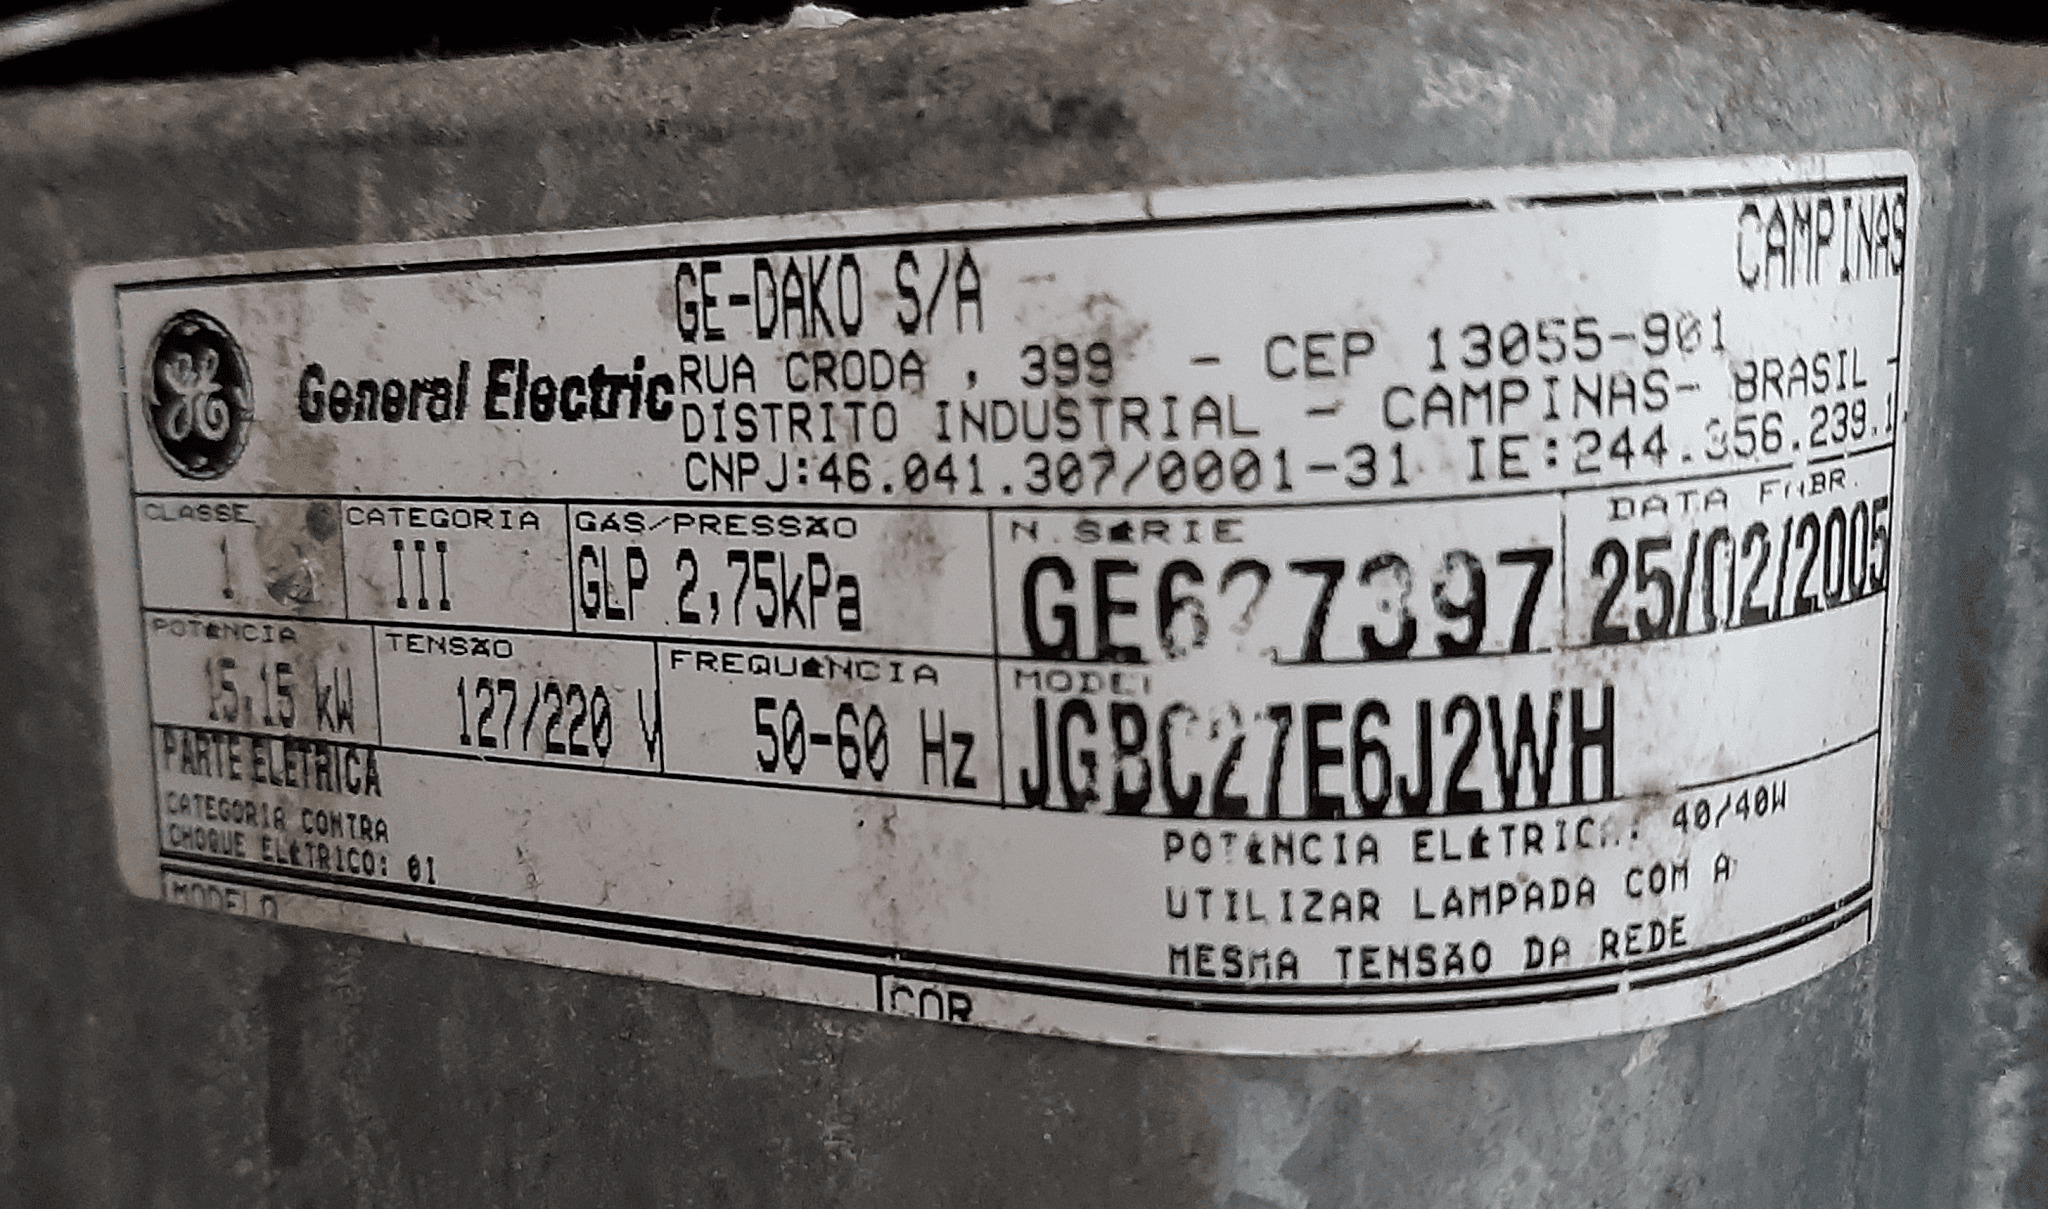 CAMPINAS
GE-DAKO S/A
General Electric
RUA CRODA , 399 - CEP 13055-901
DISTRITO INDUSTRIAL - CAMPINAS- BRASIL -
CNPJ:46.041.307/0001-31 IE:244.356.239.1
CLASSE CATEGORIA GÁS/PRESSÃO N.SÉRIE DATA FABR.
1 III GLP 2,75kPa 25/02/2005
POTÊNCIA TENSÃO FREQUÊNCIA MODEL
15,15 kW 127/220 V 50-60 Hz JGBC27E6J2WH
PARTE ELÉTRICA
CATEGORIA CONTRA
CHOQUE ELÉTRICO: 01
POTÊNCIA ELÉTRICA: 40/40W
UTILIZAR LAMPADA COM A
MESMA TENSÃO DA REDE
MODELO COR